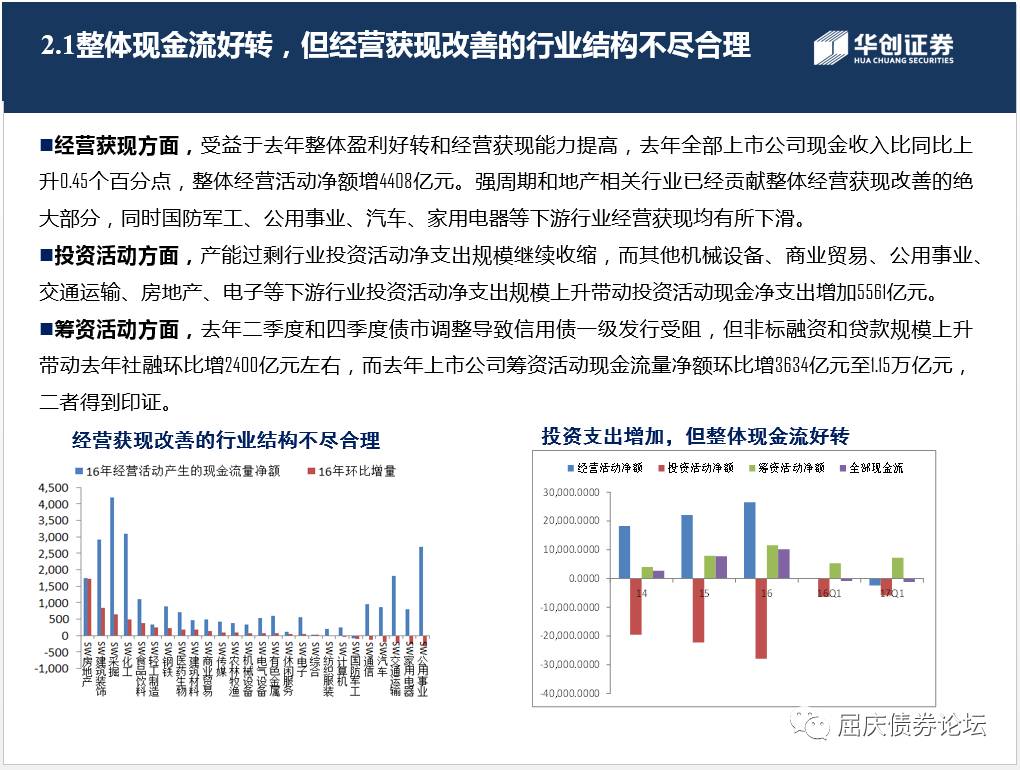 2.1整体现金流好转，但经营获现改善的行业结构不尽合理
华创证券
HUA CHUANG SECURITIES
■经营获现方面，受益于去年整体盈利好转和经营获现能力提高，去年全部上市公司现金收入比同比上
升0.45个百分点，整体经营活动净额增4408亿元。强周期和地产相关行业已经贡献整体经营获现改善的绝
大部分，同时国防军工、公用事业、汽车、家用电器等下游行业经营获现均有所下滑。
■投资活动方面，产能过剩行业投资活动净支出规模继续收缩，而其他机械设备、商业贸易、公用事业、
交通运输、房地产、电子等下游行业投资活动净支出规模上升带动投资活动现金净支出增加5561亿元。
■筹资活动方面，去年二季度和四季度债市调整导致信用债一级发行受阻，但非标融资和贷款规模上升
带动去年社融环比增2400亿元左右，而去年上市公司筹资活动现金流量净额环比增3634亿元至1.15万亿元，
二者得到印证。
经营获现改善的行业结构不尽合理
16年经营活动产生的现金流量净额 16年环比增量
4,500
4,000
3,500
3,000
2,500
2,000
1,500
1,000
500
0
-500
-1,000
SW房地产
SW建筑装饰
SW采掘
SW化工
SW食品饮料
SW轻工制造
SW钢铁
SW医药生物
SW建筑材料
SW商业贸易
SW传媒
SW农林牧渔
SW机械设备
SW电气设备
SW有色金属
SW休闲服务
SW电子
SW综合
SW纺织服装
SW计算机
SW国防军工
SW通信
SW汽车
SW交通运输
SW家用电器
SW公用事业
投资支出增加，但整体现金流好转
经营活动净额 投资活动净额 筹资活动净额 全部现金流
30,000.0000
20,000.0000
10,000.0000
0.0000
-10,000.0000
-20,000.0000
-30,000.0000
-40,000.0000
14 15 16 16Q1 17Q1
屈庆债券论坛